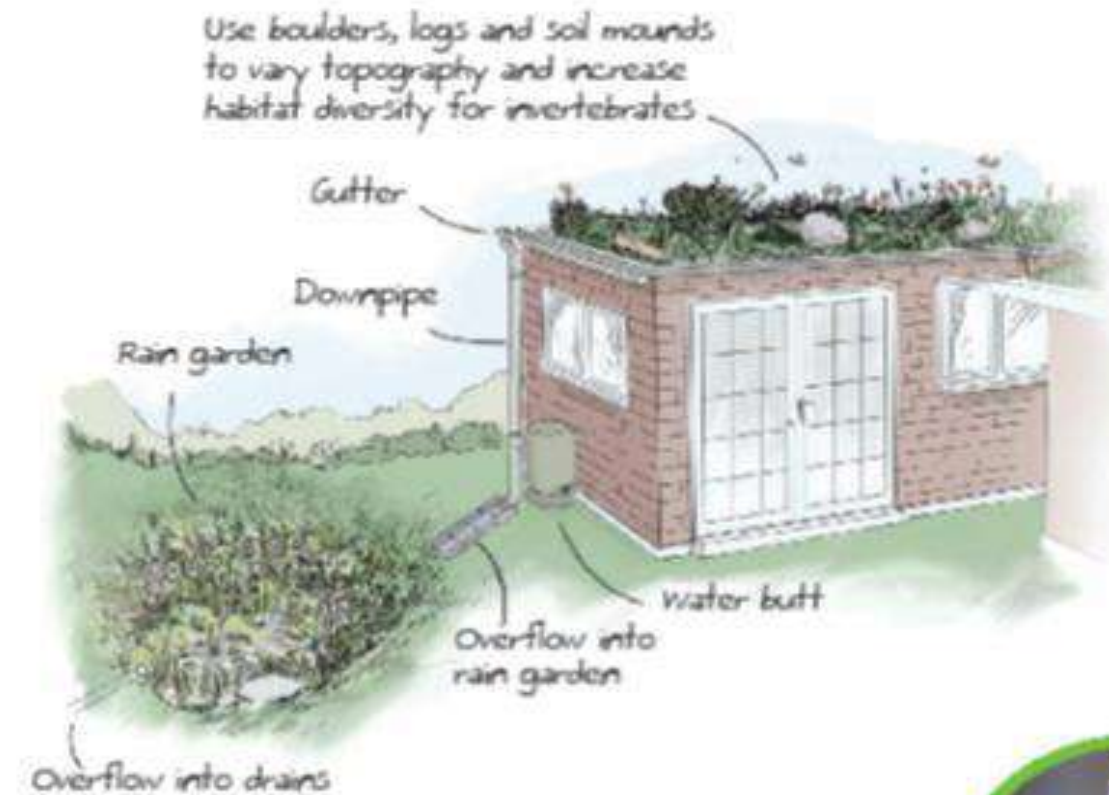 Use boulders, logs and soil mounds
to vary topography and increase
habitat diversity for invertebrates
Gutter
Downpipe
Rain garden
Water butt
Overflow into
rain garden
Overflow into drains